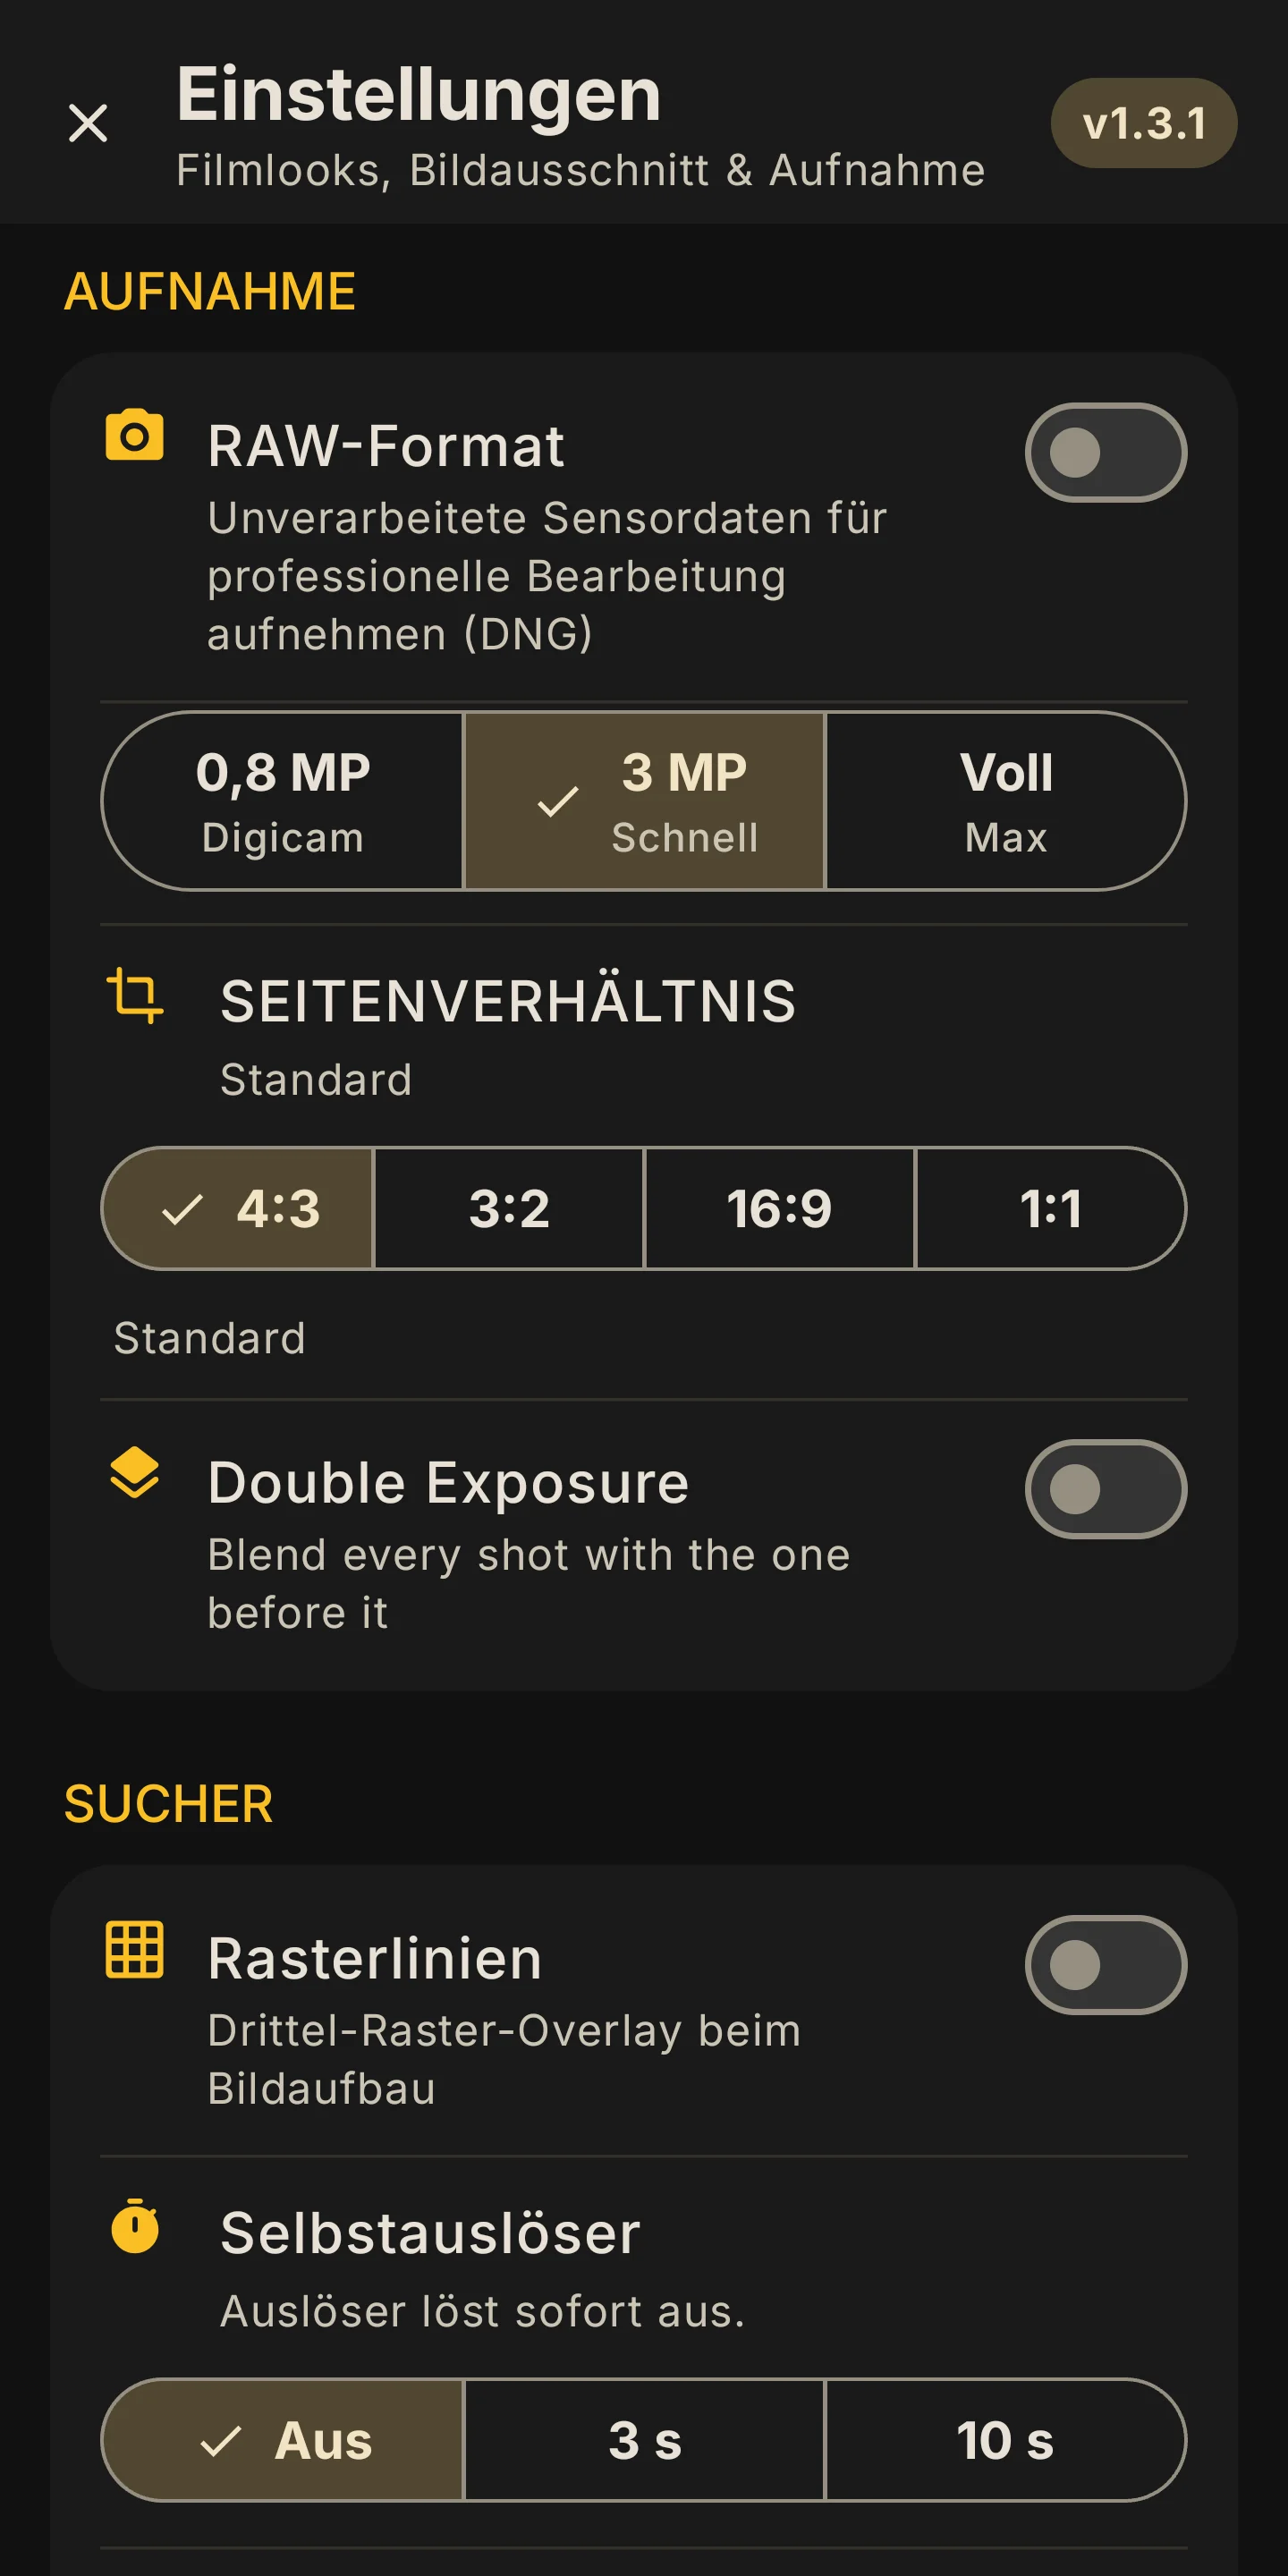 Einstellungen
Filmlooks, Bildausschnitt & Aufnahme
v1.3.1
AUFNAHME
RAW-Format
Unverarbeitete Sensordaten für
professionelle Bearbeitung
aufnehmen (DNG)
0,8 MP
Digicam
3 MP
Schnell
Voll
Max
SEITENVERHÄLTNIS
Standard
4:3
3:2
16:9
1:1
Standard
Double Exposure
Blend every shot with the one
before it
SUCHER
Rasterlinien
Drittel-Raster-Overlay beim
Bildaufbau
Selbstauslöser
Auslöser löst sofort aus.
Aus
3 s
10 s